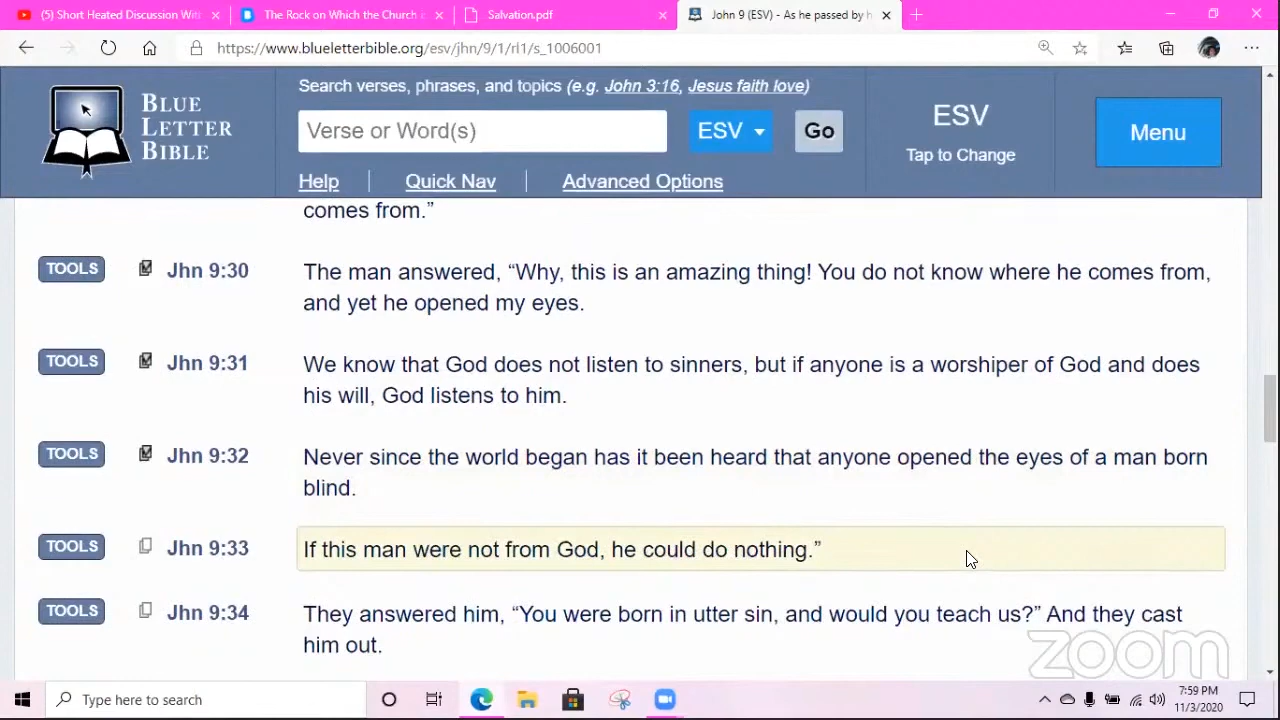 (5) Short Heated Discussion With
The Rock on Which the Church is
Salvation.pdf
John 9 (ESV) - As he passed by h
https://www.blueletterbible.org/esv/jhn/9/1/rl1/s_1006001
BLUE
LETTER
BIBLE
Search verses, phrases, and topics (e.g. John 3:16, Jesus faith love)
Verse or Word(s)
ESV
Go
Help
Quick Nav
Advanced Options
ESV
Tap to Change
Menu
comes from.”
TOOLS Jhn 9:30 The man answered, “Why, this is an amazing thing! You do not know where he comes from,
and yet he opened my eyes.
TOOLS Jhn 9:31 We know that God does not listen to sinners, but if anyone is a worshiper of God and does
his will, God listens to him.
TOOLS Jhn 9:32 Never since the world began has it been heard that anyone opened the eyes of a man born
blind.
TOOLS Jhn 9:33 If this man were not from God, he could do nothing.”
TOOLS Jhn 9:34 They answered him, “You were born in utter sin, and would you teach us?” And they cast
him out.
zoom
Type here to search
7:59 PM
11/3/2020